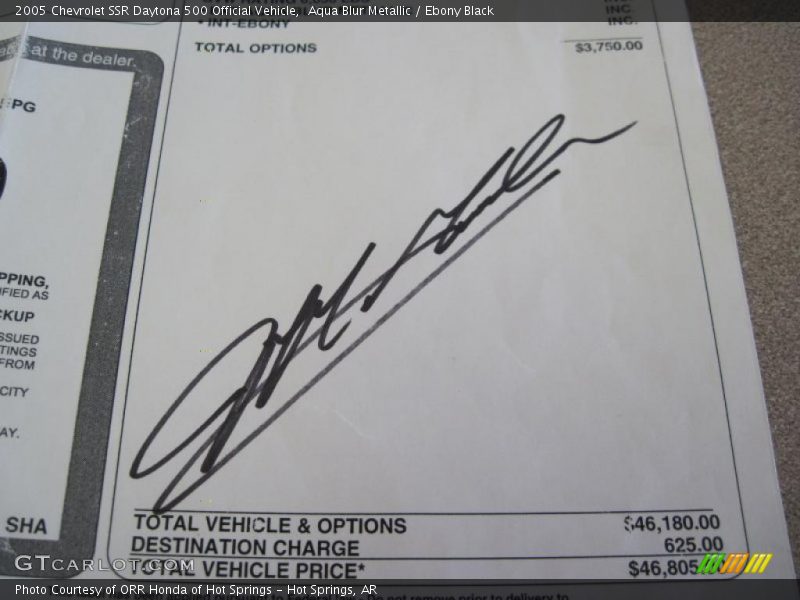 2005 Chevrolet SSR Daytona 500 Official Vehicle, Aqua Blur Metallic / Ebony Black
INC.
• INT-EBONY INC.
TOTAL OPTIONS $3,750.00
at the dealer
EPG
PPING,
IFIED AS
CKUP
SSUED
TINGS
FROM
CITY
AY.
SHA
TOTAL VEHICLE & OPTIONS $46,180.00
DESTINATION CHARGE 625.00
TOTAL VEHICLE PRICE* $46,805
GTCARLOT.COM
Photo Courtesy of ORR Honda of Hot Springs – Hot Springs, AR